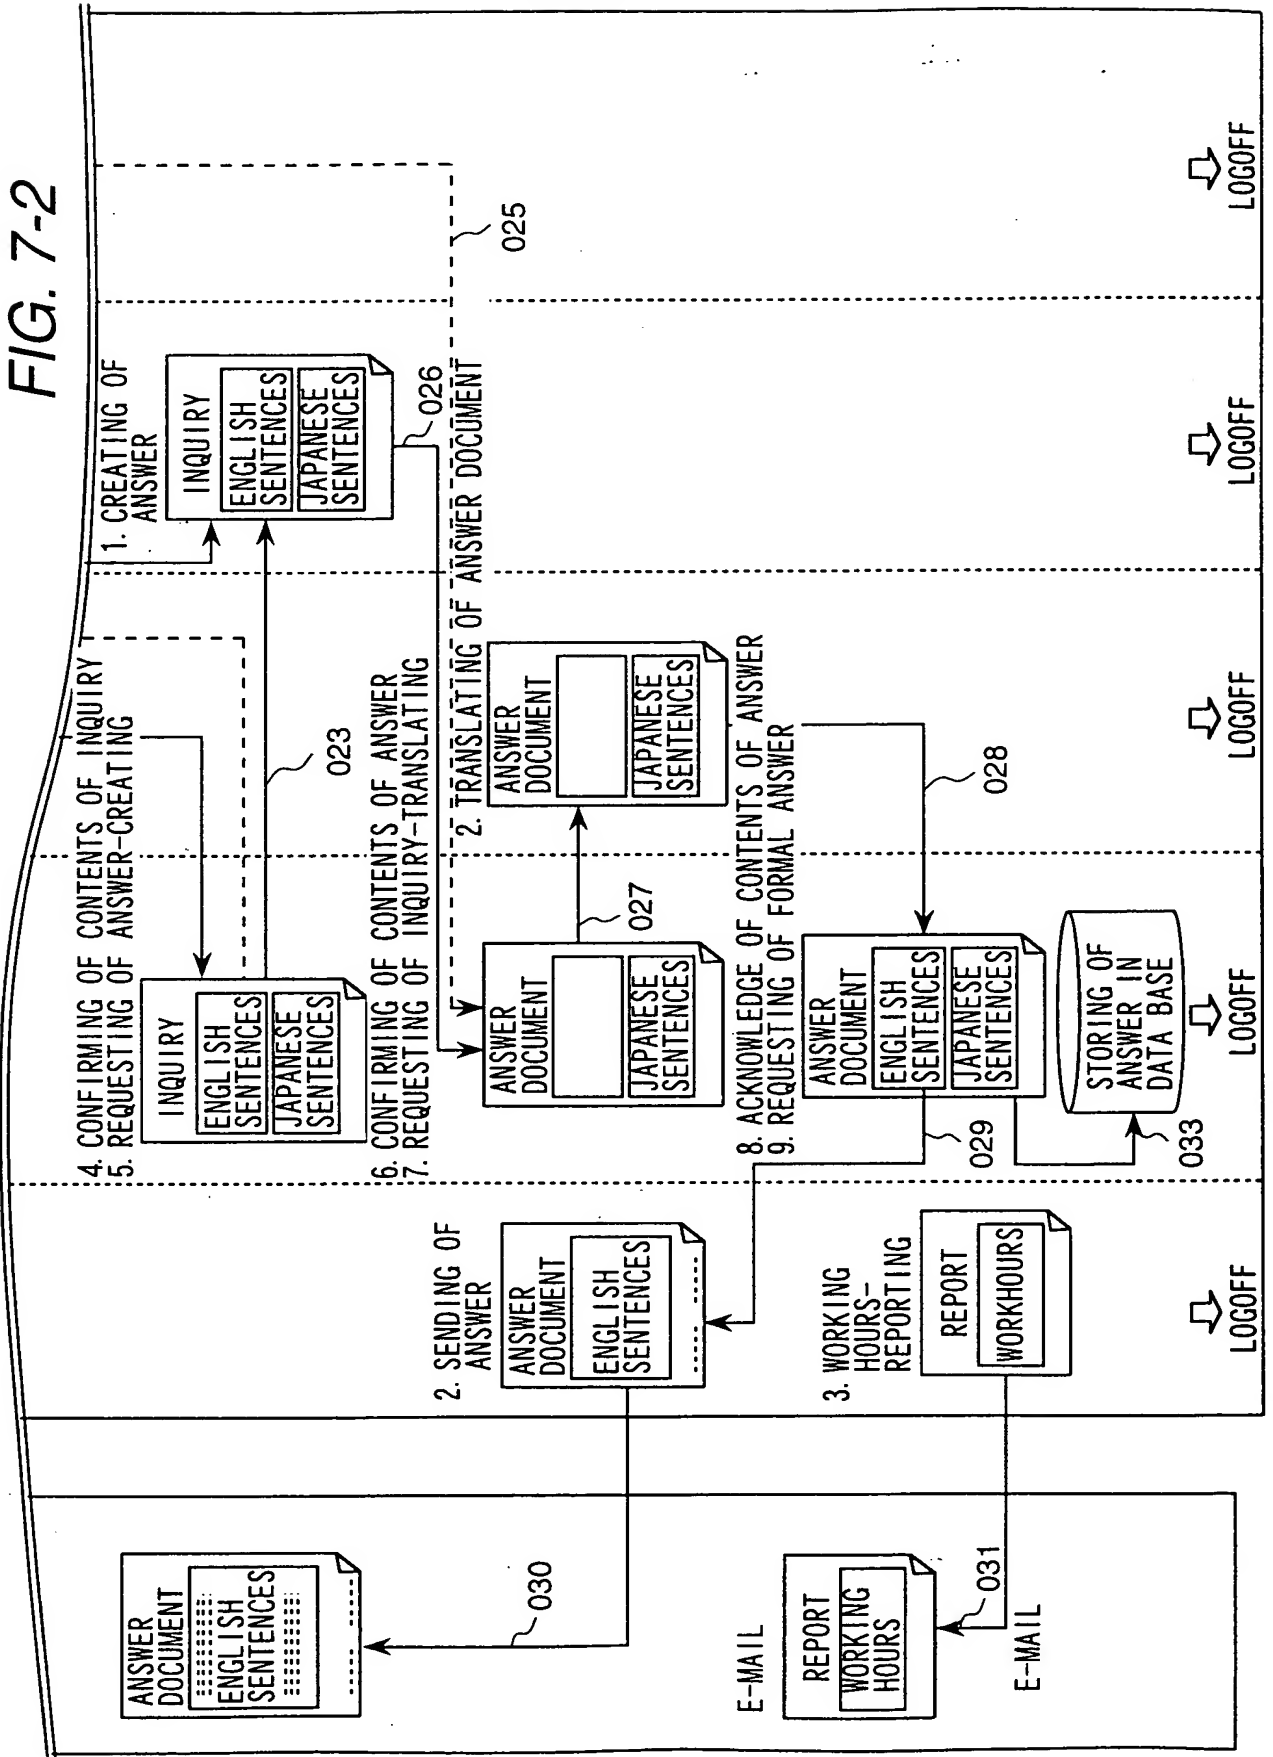 FIG. 7-2
ANSWER
DOCUMENT
ENGLISH
SENTENCES
030
E-MAIL
REPORT
WORKING
HOURS
031
E-MAIL
2. SENDING OF
ANSWER
ANSWER
DOCUMENT
ENGLISH
SENTENCES
3. WORKING
HOURS-
REPORTING
REPORT
WORKHOURS
LOGOFF
4. CONFIRMING OF CONTENTS OF INQUIRY
5. REQUESTING OF ANSWER-CREATING
INQUIRY
ENGLISH
SENTENCES
JAPANESE
SENTENCES
023
6. CONFIRMING OF CONTENTS OF ANSWER
7. REQUESTING OF INQUIRY-TRANSLATING
ANSWER
DOCUMENT
JAPANESE
SENTENCES
027
8. ACKNOWLEDGE OF CONTENTS OF ANSWER
9. REQUESTING OF FORMAL ANSWER
ANSWER
DOCUMENT
ENGLISH
SENTENCES
JAPANESE
SENTENCES
029
028
033
STORING OF
ANSWER IN
DATA BASE
LOGOFF
2. TRANSLATING OF ANSWER DOCUMENT
ANSWER
DOCUMENT
JAPANESE
SENTENCES
LOGOFF
1. CREATING OF
ANSWER
INQUIRY
ENGLISH
SENTENCES
JAPANESE
SENTENCES
026
LOGOFF
025
LOGOFF